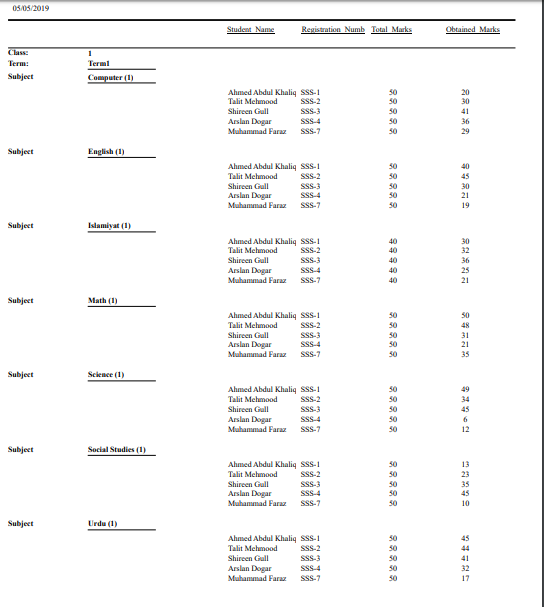 05/05/2019
Student Name Registration Numb Total Marks Obtained Marks
Class: 1
Term: Term1
Subject Computer (1)
Ahmed Abdul Khaliq SSS-1 50 20
Talit Mehmood SSS-2 50 30
Shireen Gull SSS-3 50 41
Arslan Dogar SSS-4 50 36
Muhammad Faraz SSS-7 50 29
Subject English (1)
Ahmed Abdul Khaliq SSS-1 50 40
Talit Mehmood SSS-2 50 45
Shireen Gull SSS-3 50 30
Arslan Dogar SSS-4 50 21
Muhammad Faraz SSS-7 50 19
Subject Islamiyat (1)
Ahmed Abdul Khaliq SSS-1 40 30
Talit Mehmood SSS-2 40 32
Shireen Gull SSS-3 40 36
Arslan Dogar SSS-4 40 25
Muhammad Faraz SSS-7 40 21
Subject Math (1)
Ahmed Abdul Khaliq SSS-1 50 50
Talit Mehmood SSS-2 50 48
Shireen Gull SSS-3 50 31
Arslan Dogar SSS-4 50 21
Muhammad Faraz SSS-7 50 35
Subject Science (1)
Ahmed Abdul Khaliq SSS-1 50 49
Talit Mehmood SSS-2 50 34
Shireen Gull SSS-3 50 45
Arslan Dogar SSS-4 50 6
Muhammad Faraz SSS-7 50 12
Subject Social Studies (1)
Ahmed Abdul Khaliq SSS-1 50 13
Talit Mehmood SSS-2 50 23
Shireen Gull SSS-3 50 35
Arslan Dogar SSS-4 50 45
Muhammad Faraz SSS-7 50 10
Subject Urdu (1)
Ahmed Abdul Khaliq SSS-1 50 45
Talit Mehmood SSS-2 50 44
Shireen Gull SSS-3 50 41
Arslan Dogar SSS-4 50 32
Muhammad Faraz SSS-7 50 17